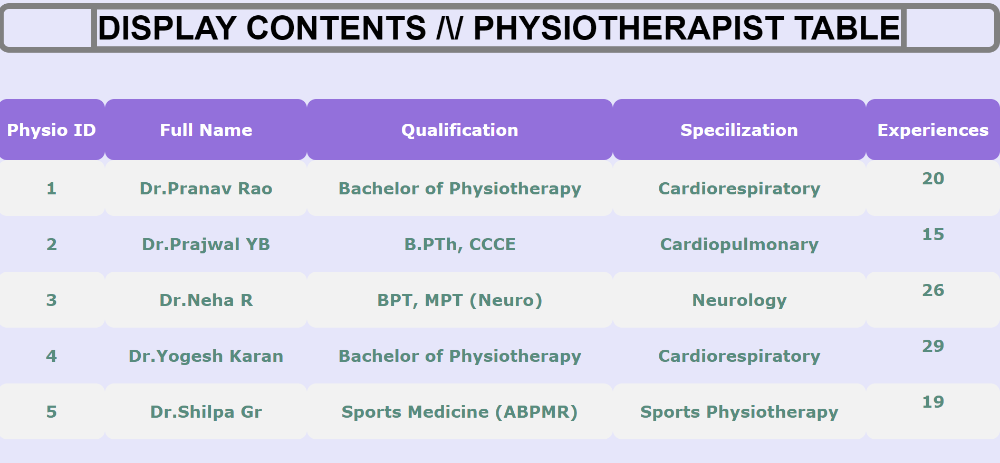 DISPLAY CONTENTS /\/ PHYSIOTHERAPIST TABLE
Physio ID Full Name Qualification Specilization Experiences
1 Dr.Pranav Rao Bachelor of Physiotherapy Cardiorespiratory 20
2 Dr.Prajwal YB B.PTh, CCCE Cardiopulmonary 15
3 Dr.Neha R BPT, MPT (Neuro) Neurology 26
4 Dr.Yogesh Karan Bachelor of Physiotherapy Cardiorespiratory 29
5 Dr.Shilpa Gr Sports Medicine (ABPMR) Sports Physiotherapy 19